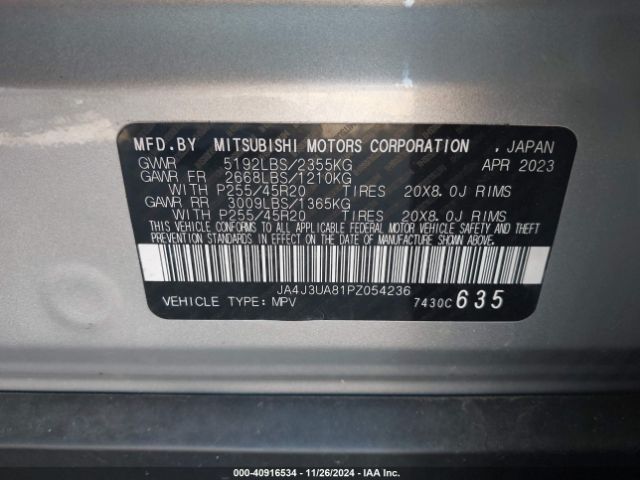 MFD.BY MITSUBISHI MOTORS CORPORATION , JAPAN
GVWR 5192LBS/2355KG APR 2023
GAWR FR 2668LBS/1210KG
WITH P255/45R20 TIRES 20X8.0J RIMS
GAWR RR 3009LBS/1365KG
WITH P255/45R20 TIRES 20X8.0J RIMS
THIS VEHICLE CONFORMS TO ALL APPLICABLE FEDERAL MOTOR VEHICLE SAFETY AND THEFT
PREVENTION STANDARDS IN EFFECT ON THE DATE OF MANUFACTURE SHOWN ABOVE.
JA4J3UA81PZ054236
VEHICLE TYPE: MPV 7430C 635
000-40916534 - 11/26/2024 - IAA Inc.